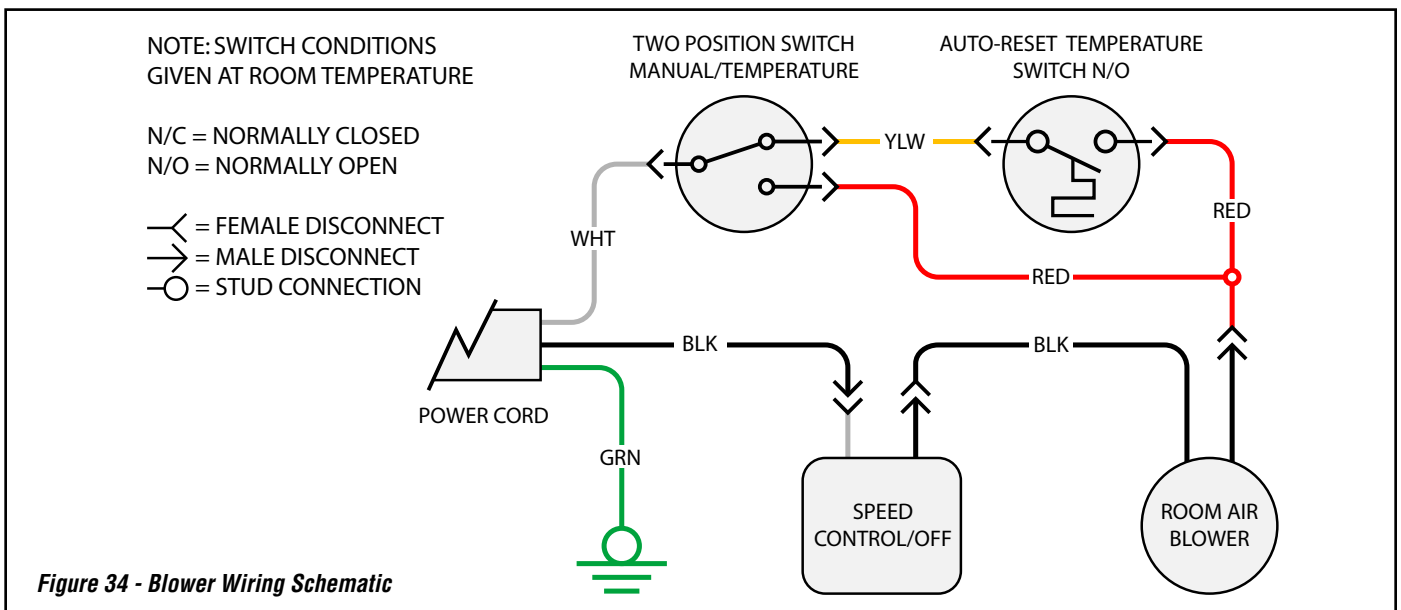 NOTE: SWITCH CONDITIONS
GIVEN AT ROOM TEMPERATURE
N/C = NORMALLY CLOSED
N/O = NORMALLY OPEN
= FEMALE DISCONNECT
= MALE DISCONNECT
= STUD CONNECTION
TWO POSITION SWITCH
MANUAL/TEMPERATURE
AUTO-RESET TEMPERATURE
SWITCH N/O
YLW
RED
WHT
RED
BLK
BLK
POWER CORD
GRN
SPEED
CONTROL/OFF
ROOM AIR
BLOWER
Figure 34 - Blower Wiring Schematic